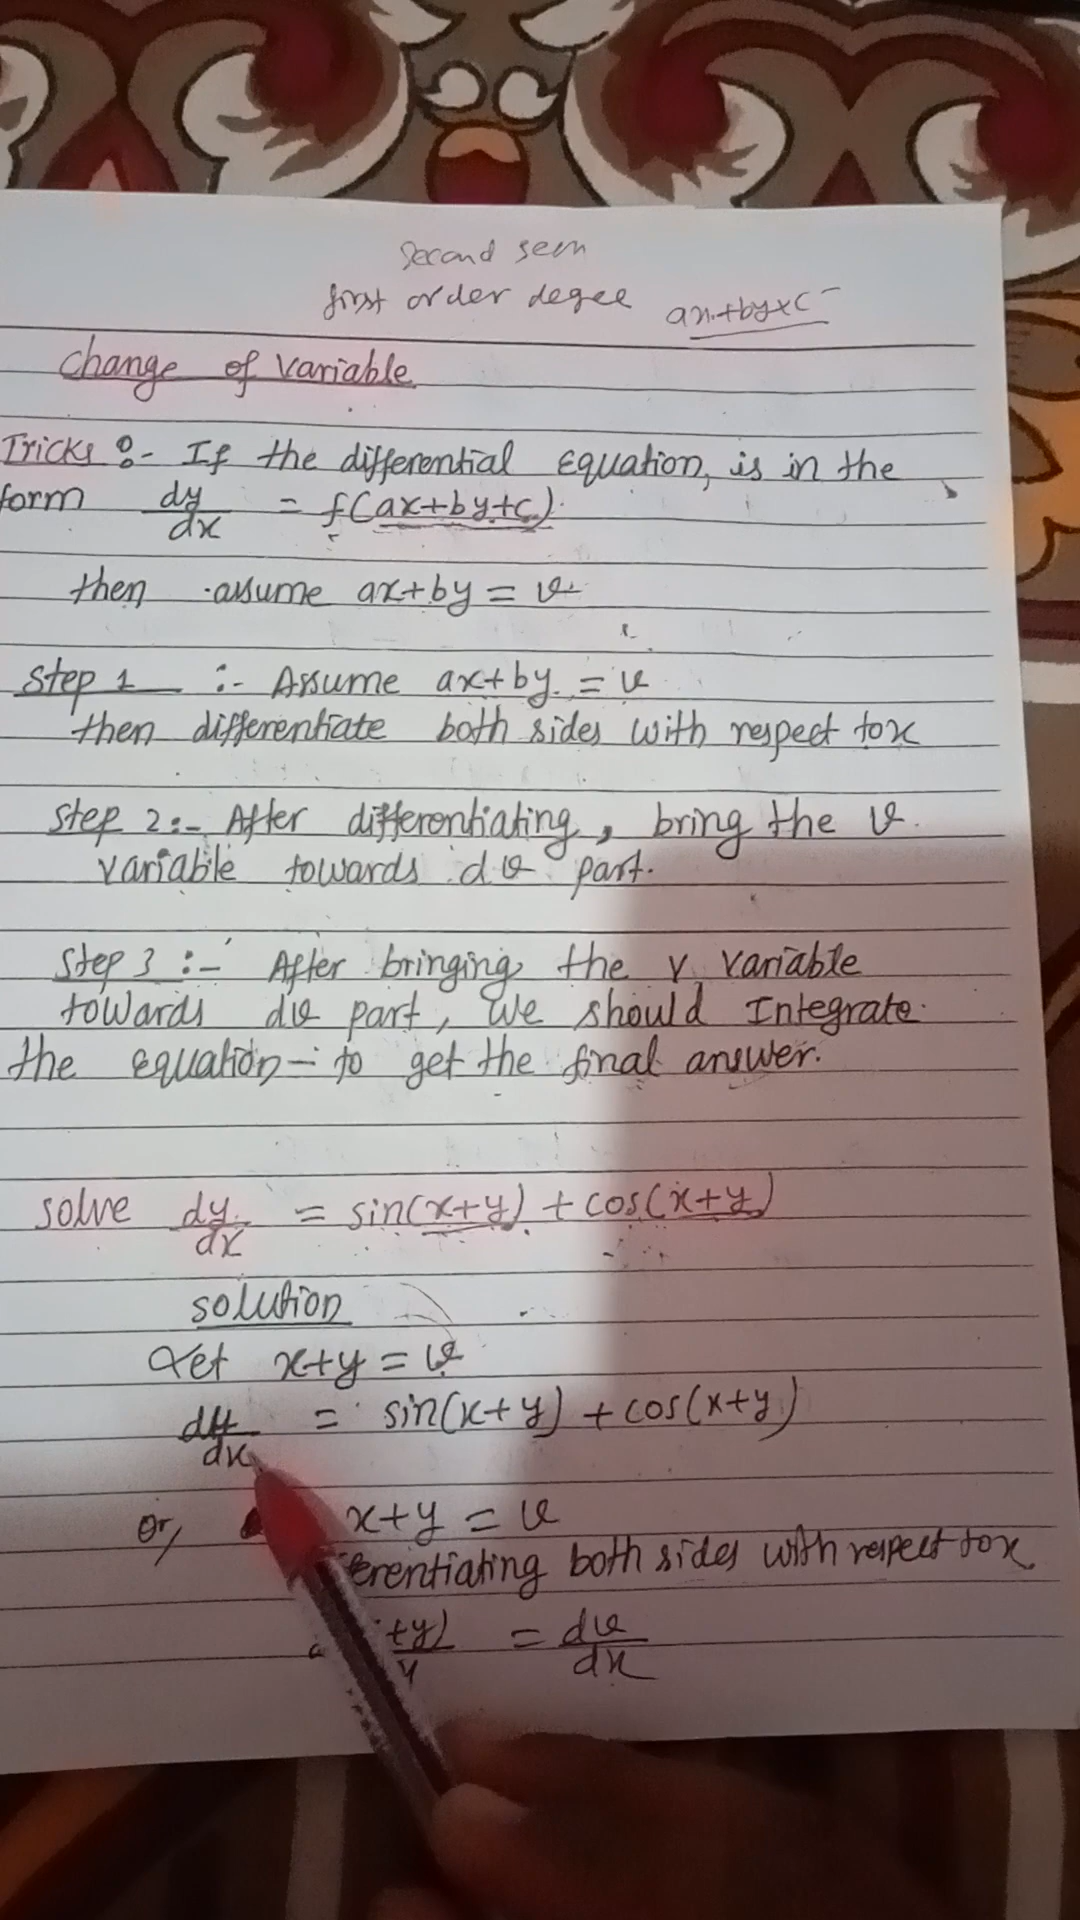 Second sem
first order degee ax+by+c
Change of variable
Tricks :- If the differential Equation, is in the
form dy/dx = f(ax+by+c).
then assume ax+by = v
Step 1 :- Assume ax+by = v
then differentiate both sides with respect to x
Step 2 :- After differentiating, bring the v
variable towards dv part.
Step 3 :- After bringing the v variable
towards dv part, we should Integrate
the equation - to get the final answer.
solve dy/dx = sin(x+y) + cos(x+y)
solution
Let x+y = v
dy/dx = sin(x+y) + cos(x+y)
or, x+y = v
erentiating both sides with respect to x
+y) = dv/dx